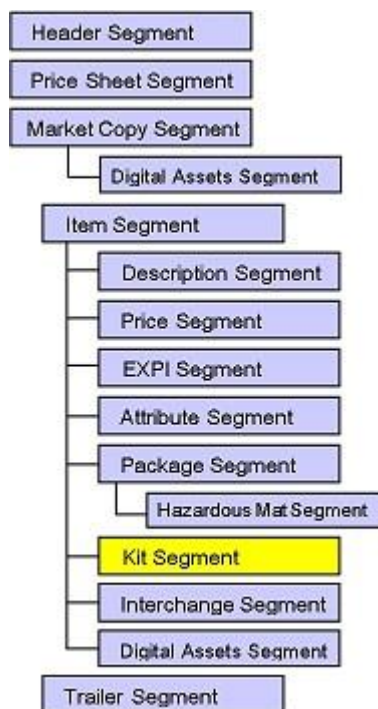 Header Segment
Price Sheet Segment
Market Copy Segment
Digital Assets Segment
Item Segment
Description Segment
Price Segment
EXPI Segment
Attribute Segment
Package Segment
Hazardous Mat Segment
Kit Segment
Interchange Segment
Digital Assets Segment
Trailer Segment